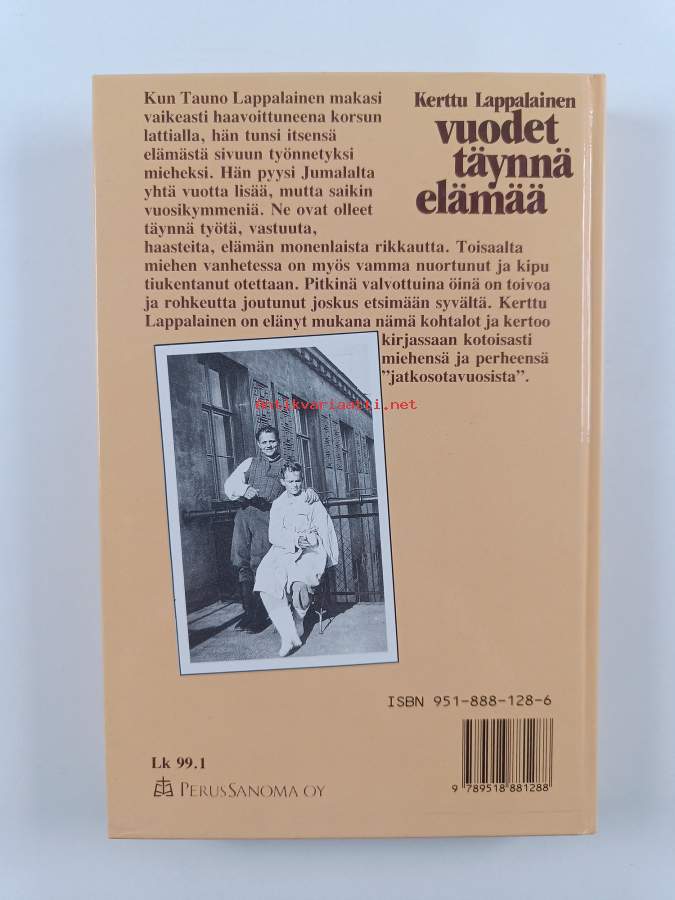 Kun Tauno Lappalainen makasi
vaikeasti haavoittuneena korsun
lattialla, hän tunsi itsensä
elämästä sivuun työnnetyksi
mieheksi. Hän pyysi Jumalalta
yhtä vuotta lisää, mutta saikin
vuosikymmeniä. Ne ovat olleet
täynnä työtä, vastuuta,
haasteita, elämän monenlaista rikkautta. Toisaalta
miehen vanhetessa on myös vamma nuortunut ja kipu
tiukentanut otettaan. Pitkinä valvottuina öinä on toivoa
ja rohkeutta joutunut joskus etsimään syvältä. Kerttu
Lappalainen on elänyt mukana nämä kohtalot ja kertoo
kirjassaan kotoisasti
miehensä ja perheensä
”jatkosotavuosista”.
Kerttu Lappalainen
vuodet
täynnä
elämää
antikvariaatti.net
ISBN 951-888-128-6
9 789518 881288
Lk 99.1
PERUSSANOMA OY